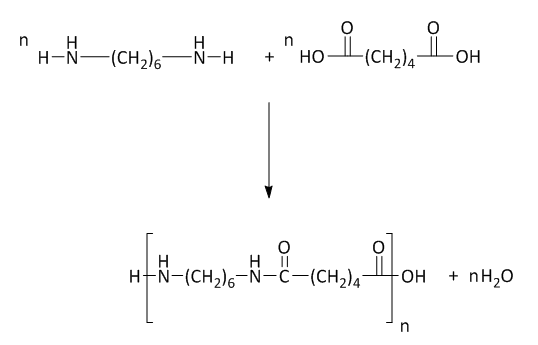 n H–N(H)–(CH₂)₆–N(H)–H + n HO–C(=O)–(CH₂)₄–C(=O)–OH
H–[N(H)–(CH₂)₆–N(H)–C(=O)–(CH₂)₄–C(=O)]n–OH + nH₂O